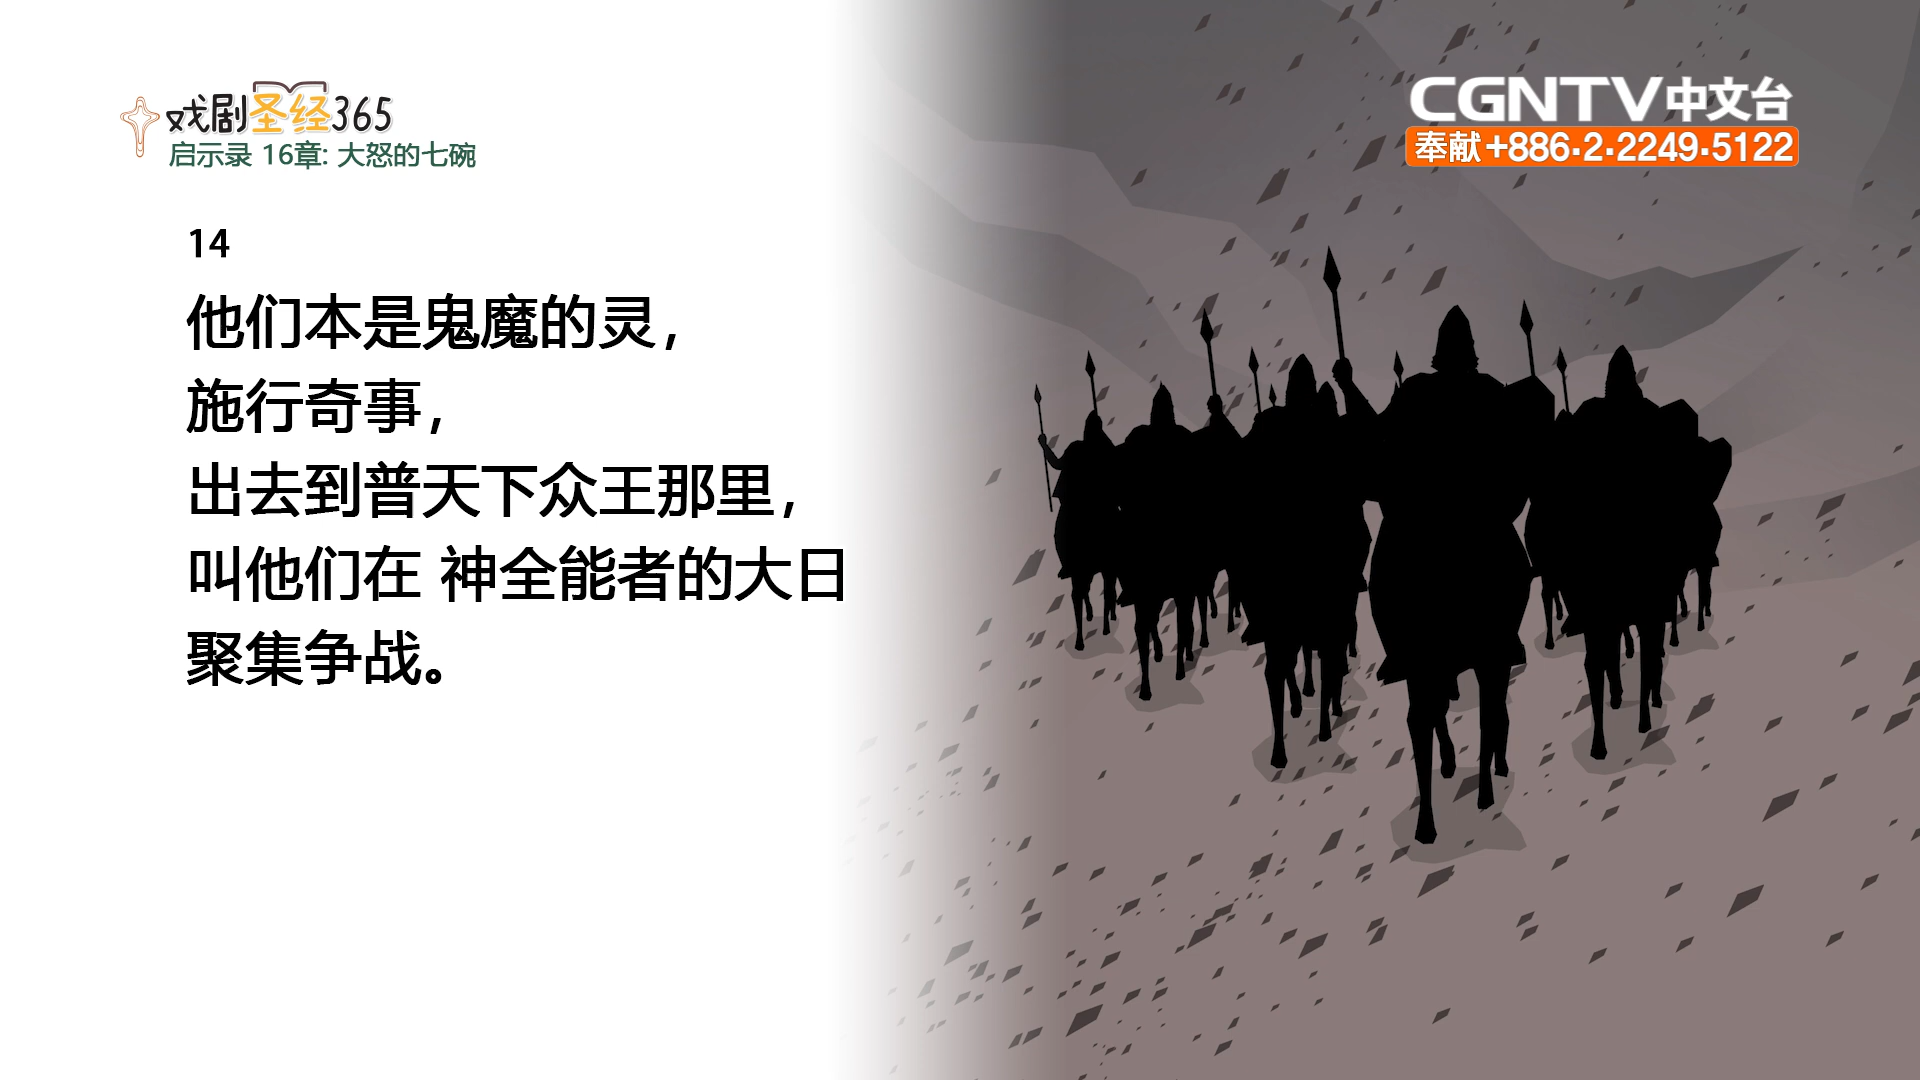 戏剧圣经365
启示录 16章: 大怒的七碗
CGNTV中文台
奉献+886·2·2249·5122
14
他们本是鬼魔的灵，
施行奇事，
出去到普天下众王那里，
叫他们在 神全能者的大日
聚集争战。